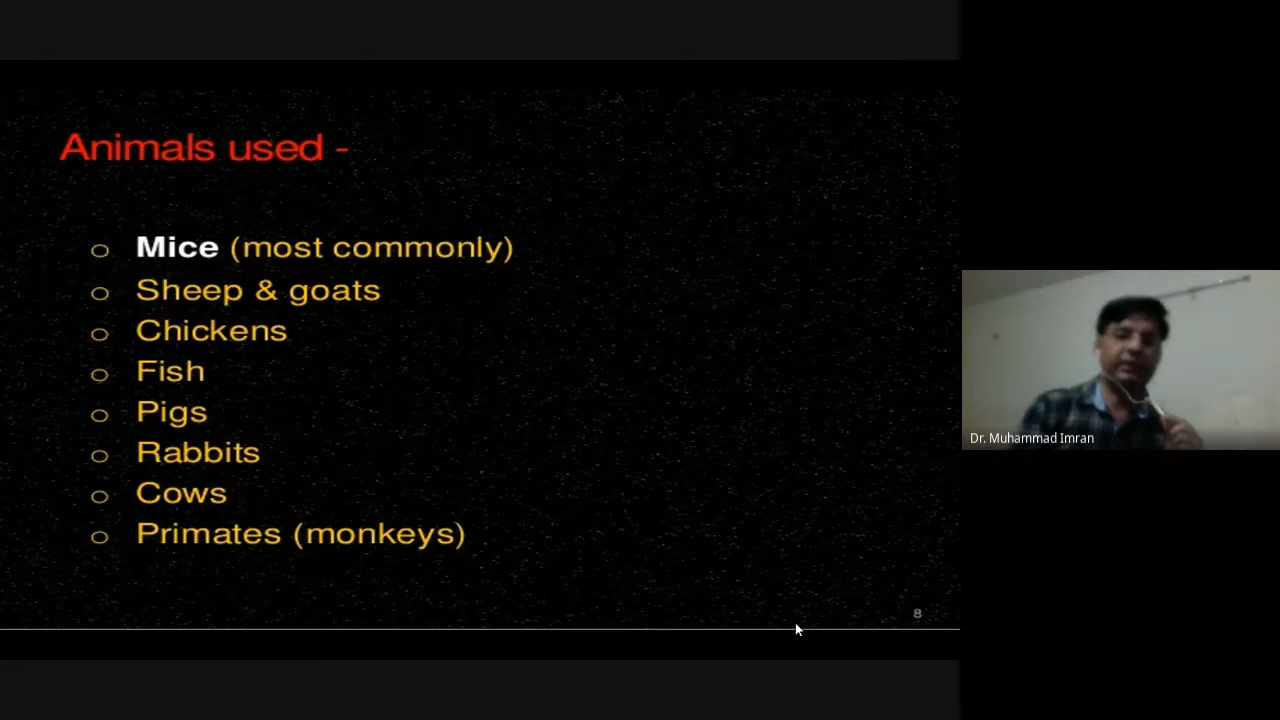 Animals used -
○ Mice (most commonly)
○ Sheep & goats
○ Chickens
○ Fish
○ Pigs
○ Rabbits
○ Cows
○ Primates (monkeys)
8
Dr. Muhammad Imran